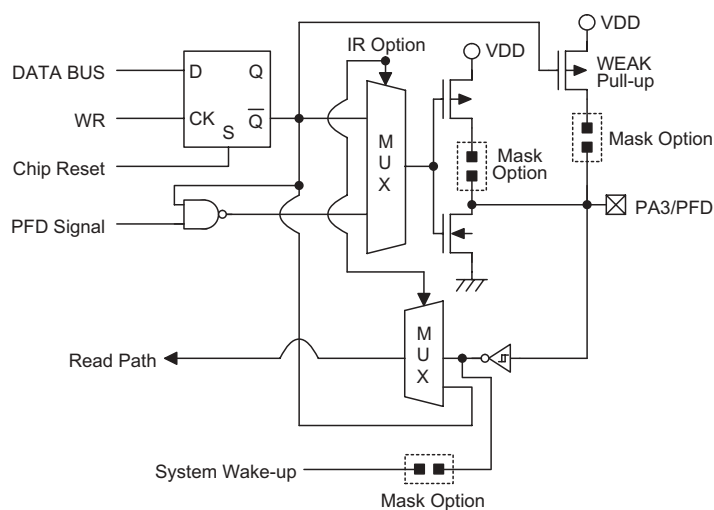 VDD
IR Option
VDD
WEAK
Pull-up
DATA BUS
D
Q
WR
CK
Q
S
M
U
X
Mask
Option
Mask Option
Chip Reset
PFD Signal
PA3/PFD
M
U
X
Read Path
System Wake-up
Mask Option